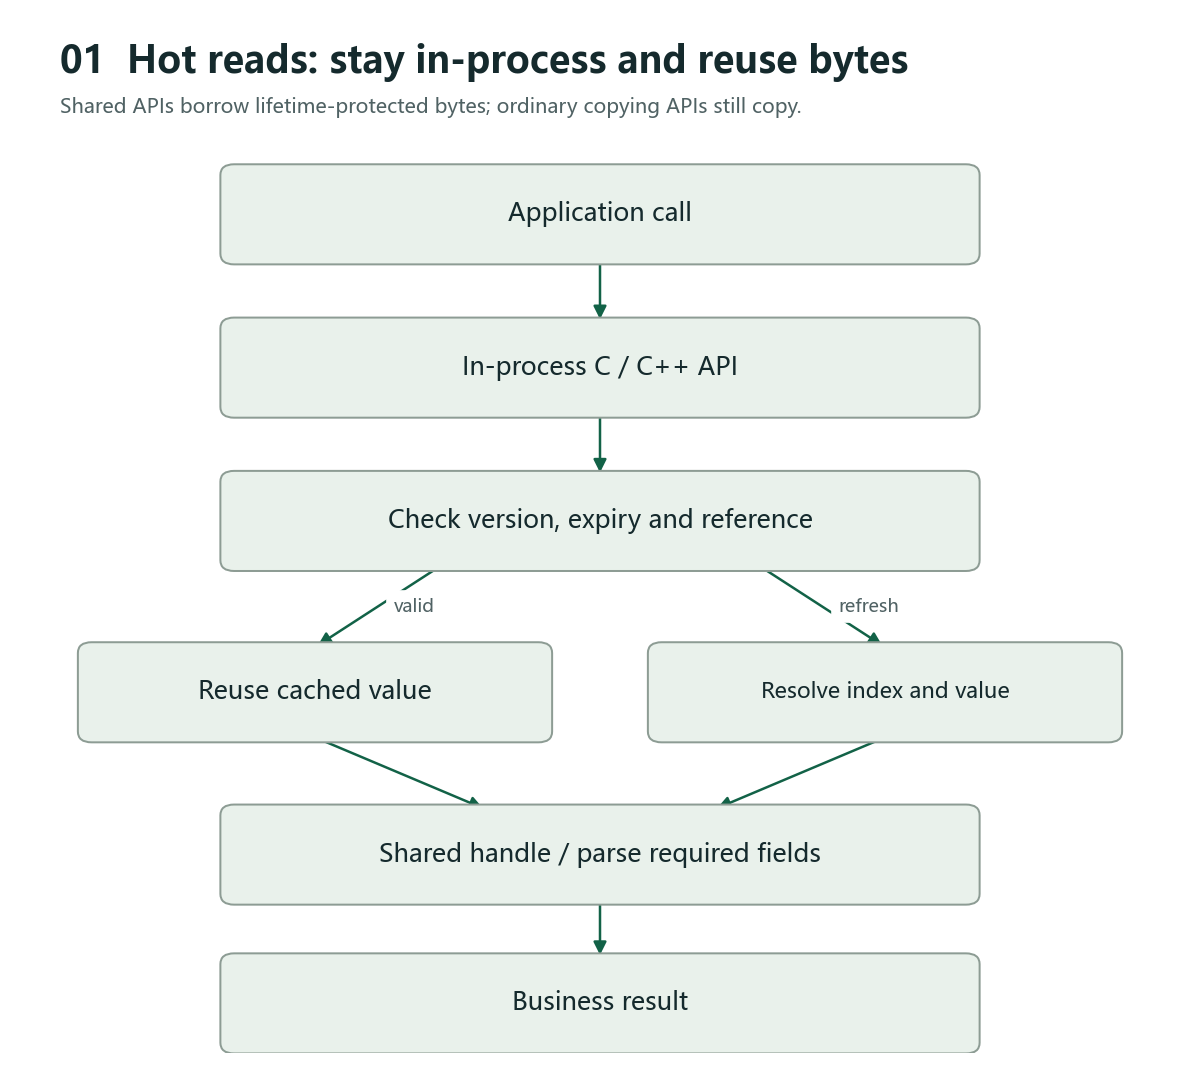 01 Hot reads: stay in-process and reuse bytes
Shared APIs borrow lifetime-protected bytes; ordinary copying APIs still copy.
Application call
In-process C / C++ API
Check version, expiry and reference
valid
refresh
Reuse cached value
Resolve index and value
Shared handle / parse required fields
Business result